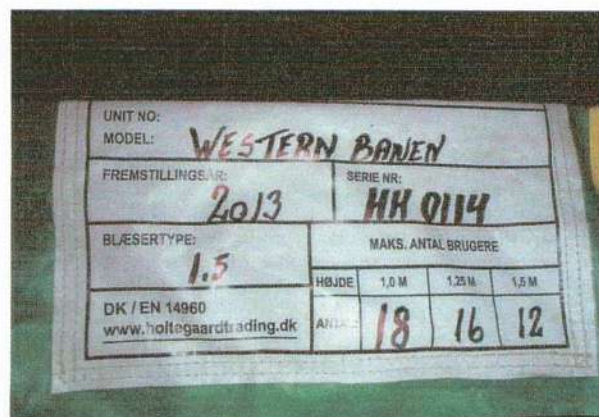 UNIT NO:
MODEL: WESTERN BANEN
FREMSTILLINGSÅR: 2013
SERIE NR: HH 0114
BLÆSERTYPE: 1.5
MAKS. ANTAL BRUGERE
HØJDE 1,0 M 1,25 M 1,5 M
ANTAL: 18 16 12
DK / EN 14960
www.holtegaardtrading.dk